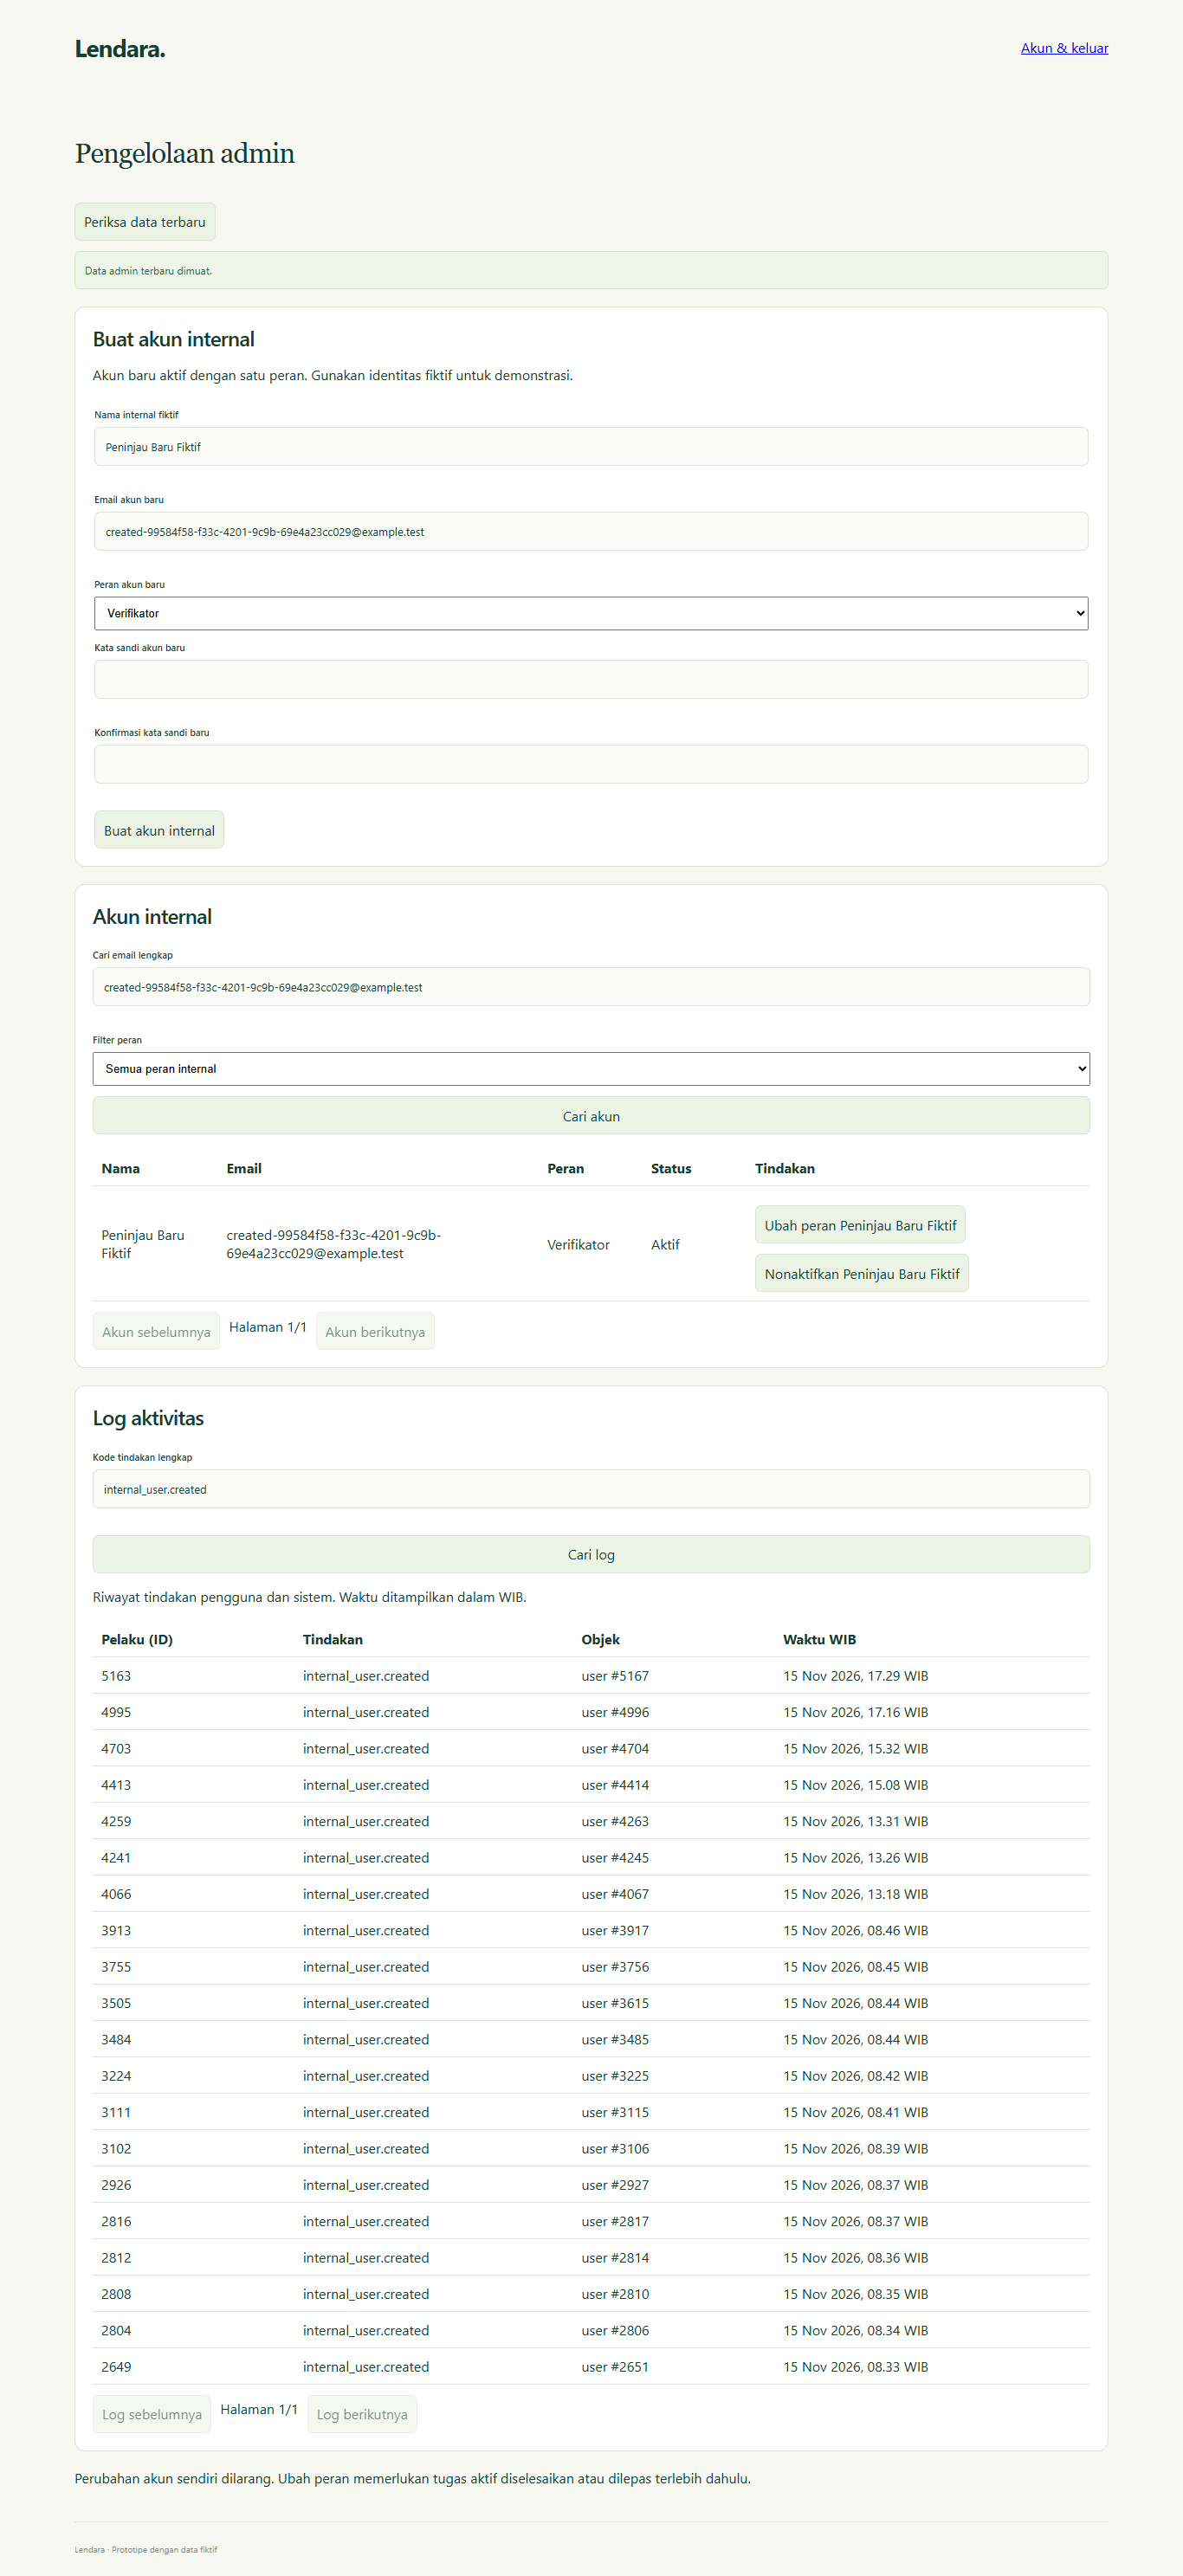 Lendara.
Akun & keluar
Pengelolaan admin
Periksa data terbaru
Data admin terbaru dimuat.
Buat akun internal
Akun baru aktif dengan satu peran. Gunakan identitas fiktif untuk demonstrasi.
Nama internal fiktif
Peninjau Baru Fiktif
Email akun baru
created-99584f58-f33c-4201-9c9b-69e4a23cc029@example.test
Peran akun baru
Verifikator
Kata sandi akun baru
Konfirmasi kata sandi baru
Buat akun internal
Akun internal
Cari email lengkap
created-99584f58-f33c-4201-9c9b-69e4a23cc029@example.test
Filter peran
Semua peran internal
Cari akun
Nama Email Peran Status Tindakan
Peninjau Baru Fiktif created-99584f58-f33c-4201-9c9b-69e4a23cc029@example.test Verifikator Aktif
Ubah peran Peninjau Baru Fiktif
Nonaktifkan Peninjau Baru Fiktif
Akun sebelumnya Halaman 1/1 Akun berikutnya
Log aktivitas
Kode tindakan lengkap
internal_user.created
Cari log
Riwayat tindakan pengguna dan sistem. Waktu ditampilkan dalam WIB.
Pelaku (ID) Tindakan Objek Waktu WIB
5163 internal_user.created user #5167 15 Nov 2026, 17.29 WIB
4995 internal_user.created user #4996 15 Nov 2026, 17.16 WIB
4703 internal_user.created user #4704 15 Nov 2026, 15.32 WIB
4413 internal_user.created user #4414 15 Nov 2026, 15.08 WIB
4259 internal_user.created user #4263 15 Nov 2026, 13.31 WIB
4241 internal_user.created user #4245 15 Nov 2026, 13.26 WIB
4066 internal_user.created user #4067 15 Nov 2026, 13.18 WIB
3913 internal_user.created user #3917 15 Nov 2026, 08.46 WIB
3755 internal_user.created user #3756 15 Nov 2026, 08.45 WIB
3505 internal_user.created user #3615 15 Nov 2026, 08.44 WIB
3484 internal_user.created user #3485 15 Nov 2026, 08.44 WIB
3224 internal_user.created user #3225 15 Nov 2026, 08.42 WIB
3111 internal_user.created user #3115 15 Nov 2026, 08.41 WIB
3102 internal_user.created user #3106 15 Nov 2026, 08.39 WIB
2926 internal_user.created user #2927 15 Nov 2026, 08.37 WIB
2816 internal_user.created user #2817 15 Nov 2026, 08.37 WIB
2812 internal_user.created user #2814 15 Nov 2026, 08.36 WIB
2808 internal_user.created user #2810 15 Nov 2026, 08.35 WIB
2804 internal_user.created user #2806 15 Nov 2026, 08.34 WIB
2649 internal_user.created user #2651 15 Nov 2026, 08.33 WIB
Log sebelumnya Halaman 1/1 Log berikutnya
Perubahan akun sendiri dilarang. Ubah peran memerlukan tugas aktif diselesaikan atau dilepas terlebih dahulu.
Lendara · Prototipe dengan data fiktif